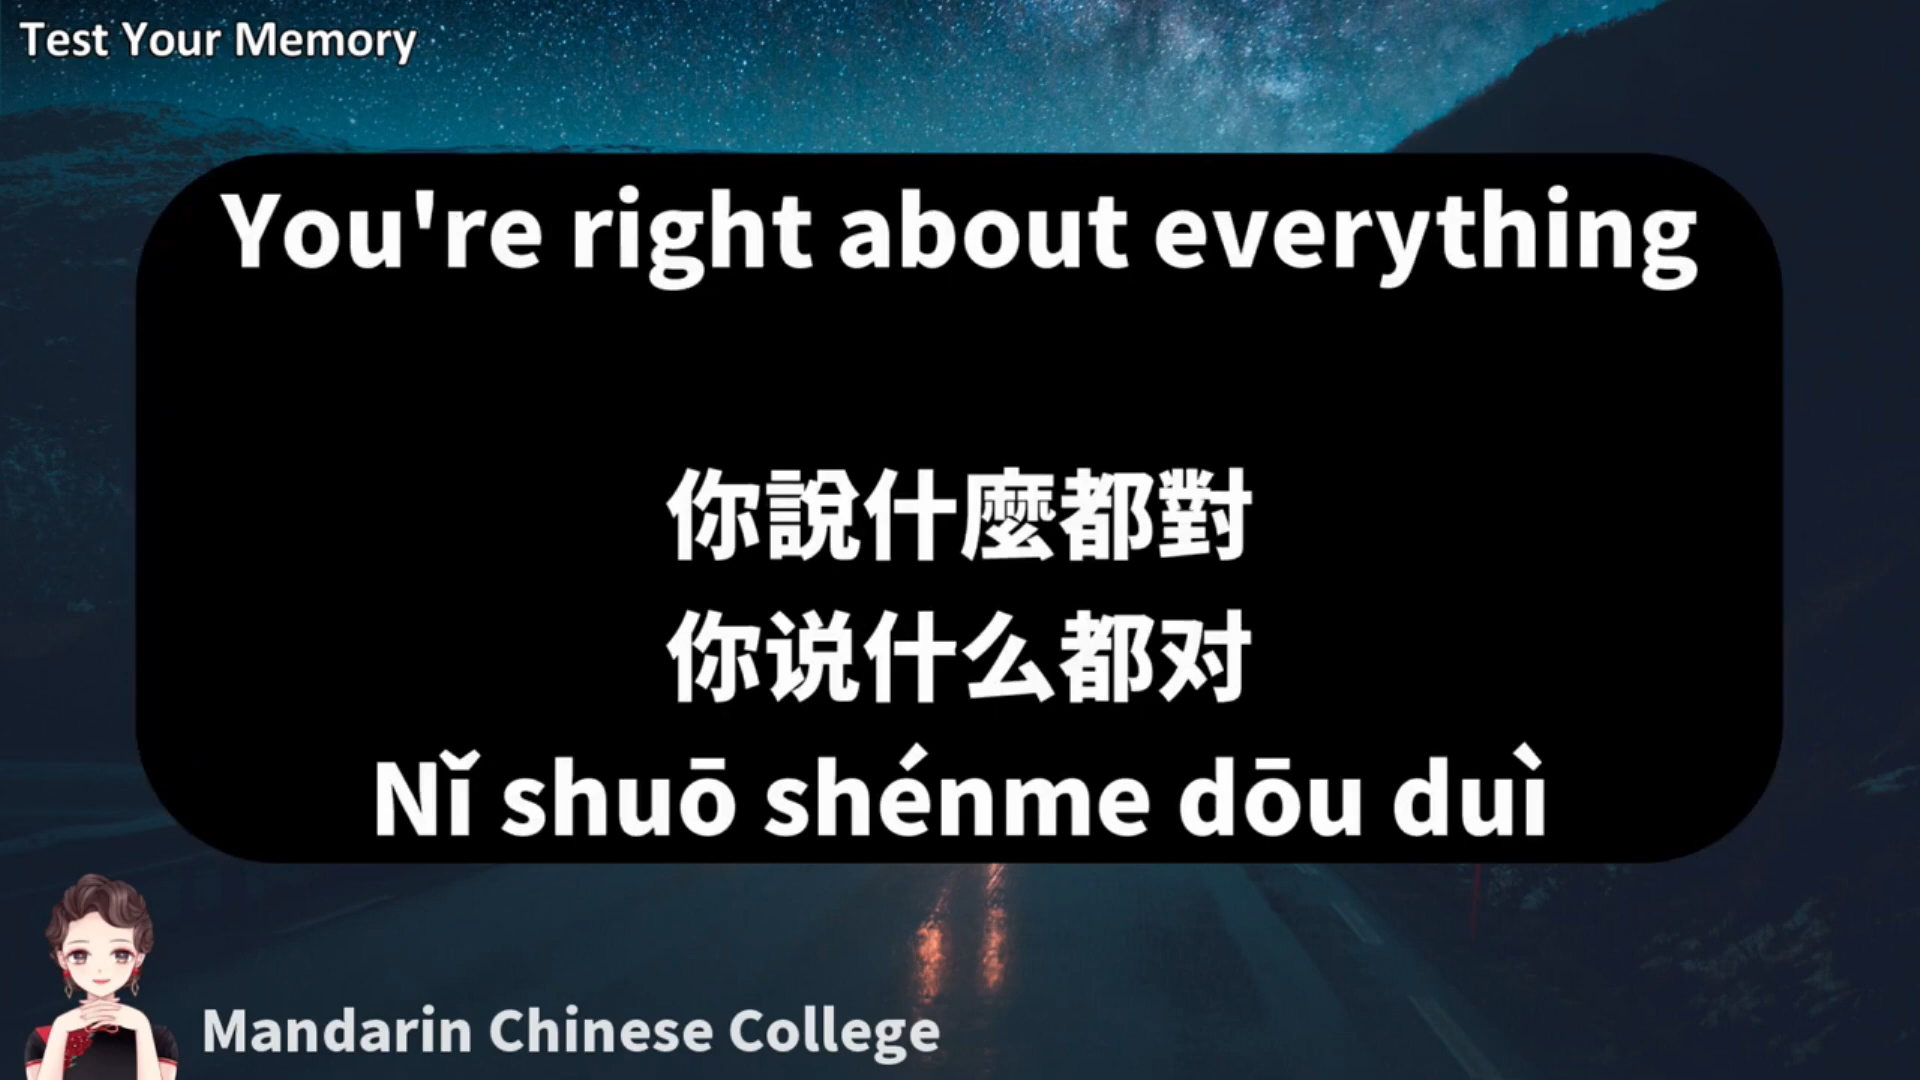 Test Your Memory
You're right about everything
你說什麼都對
你说什么都对
Nǐ shuō shénme dōu duì
Mandarin Chinese College